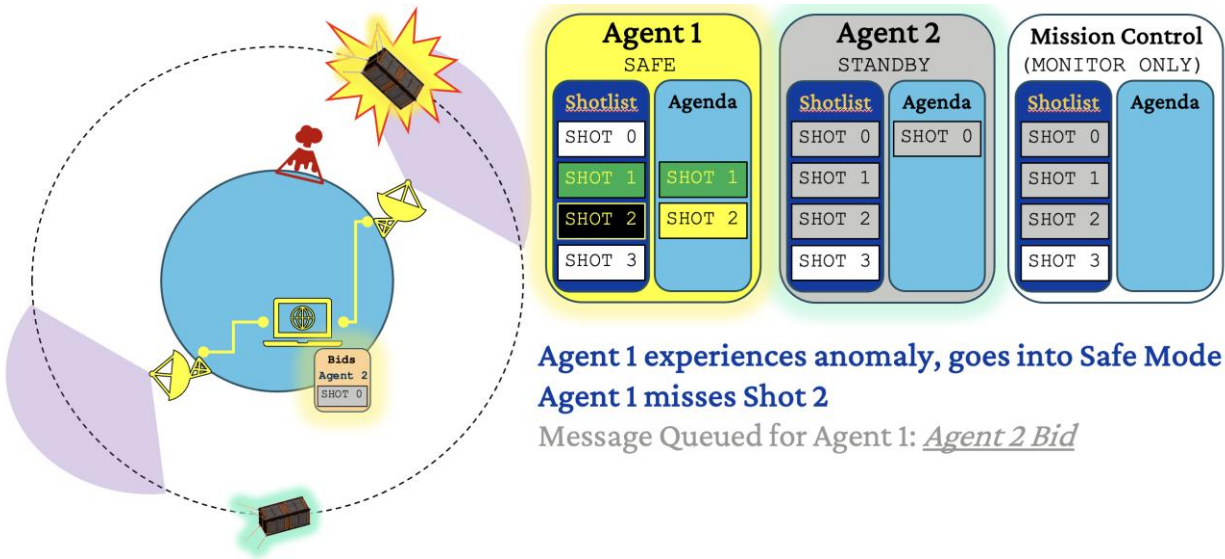 Agent 1
SAFE
Shotlist
Agenda
SHOT 0
SHOT 1
SHOT 1
SHOT 2
SHOT 2
SHOT 3
Agent 2
STANDBY
Shotlist
Agenda
SHOT 0
SHOT 0
SHOT 1
SHOT 2
SHOT 3
Mission Control
(MONITOR ONLY)
Shotlist
Agenda
SHOT 0
SHOT 1
SHOT 2
SHOT 3
Bids
Agent 2
SHOT 0
Agent 1 experiences anomaly, goes into Safe Mode
Agent 1 misses Shot 2
Message Queued for Agent 1: Agent 2 Bid